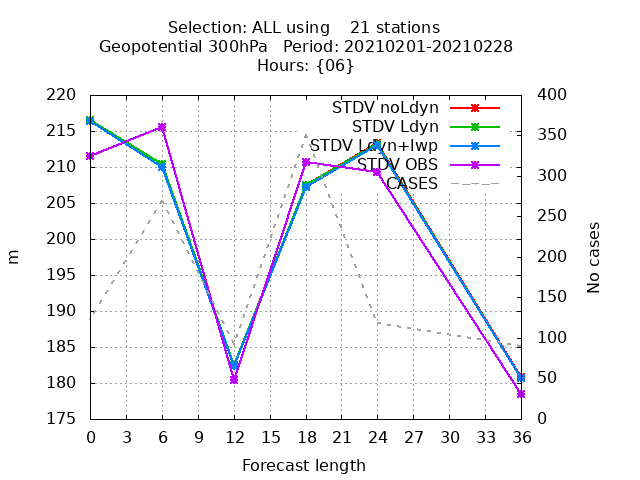 Selection: ALL using    21 stations
Geopotential 300hPa   Period: 20210201-20210228
Hours: {06}
220 400
215 350
210 300
205 250
200 200
195 150
190 100
185 50
180 0
175
STDV noLdyn
STDV Ldyn
STDV Ldyn+lwp
STDV OBS
CASES
m
No cases
0 3 6 9 12 15 18 21 24 27 30 33 36
Forecast length